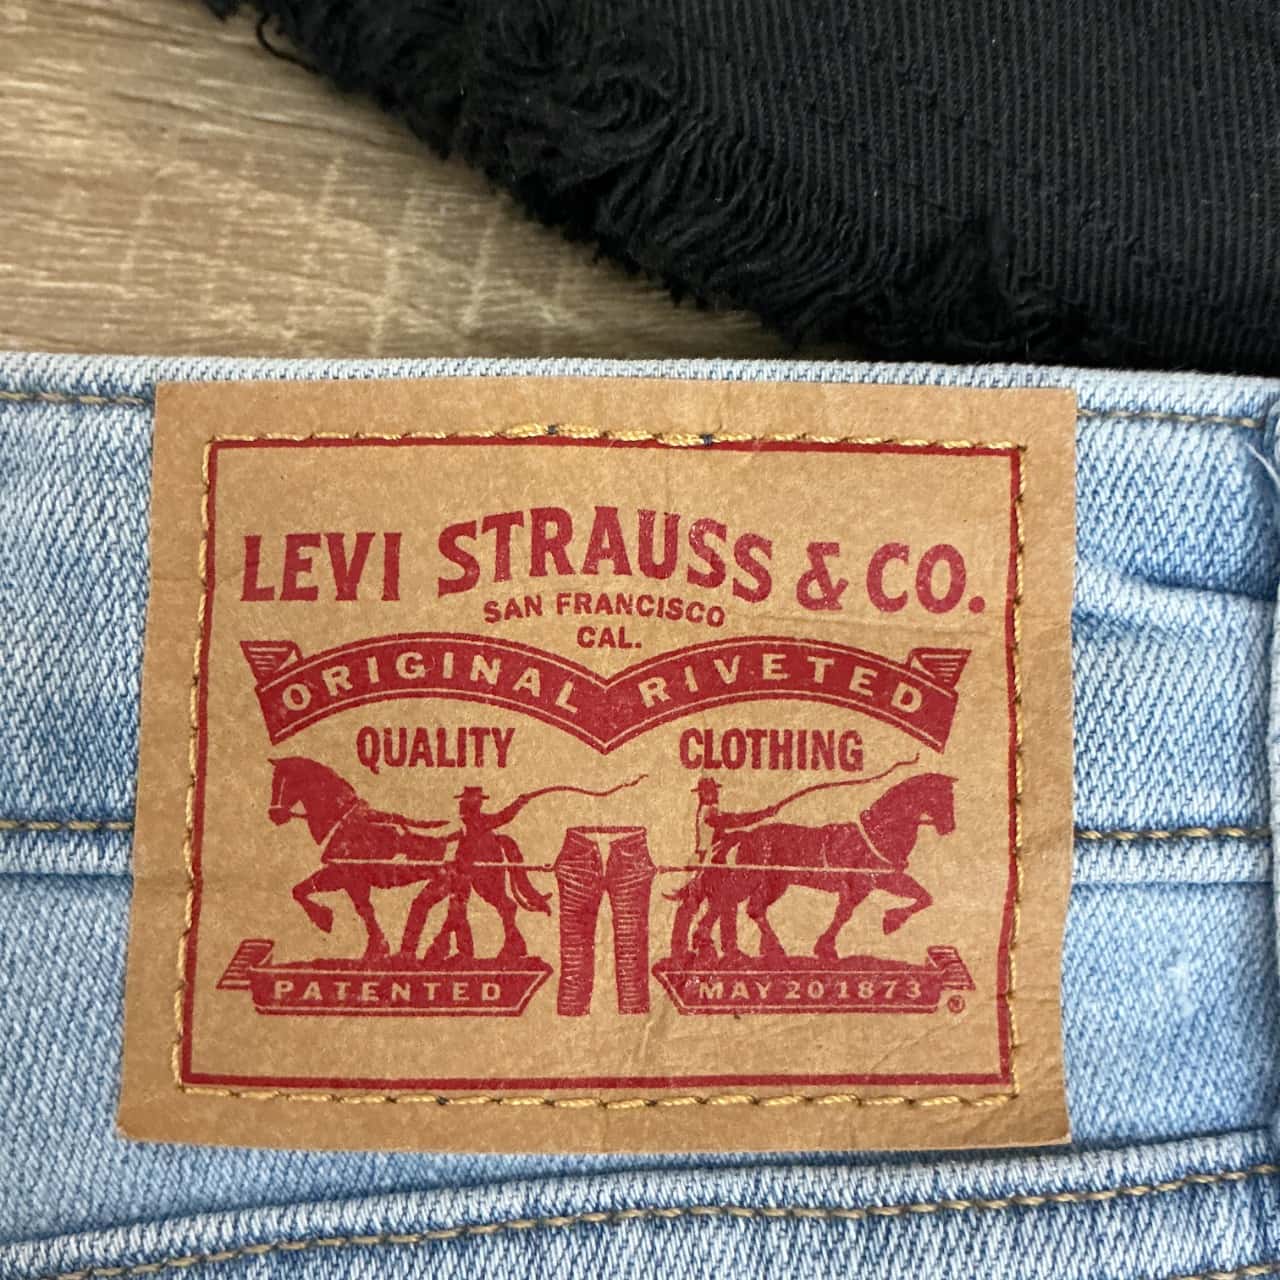 LEVI STRAUSS & CO.
SAN FRANCISCO
CAL.
ORIGINAL RIVETED
QUALITY CLOTHING
PATENTED MAY 20 1873